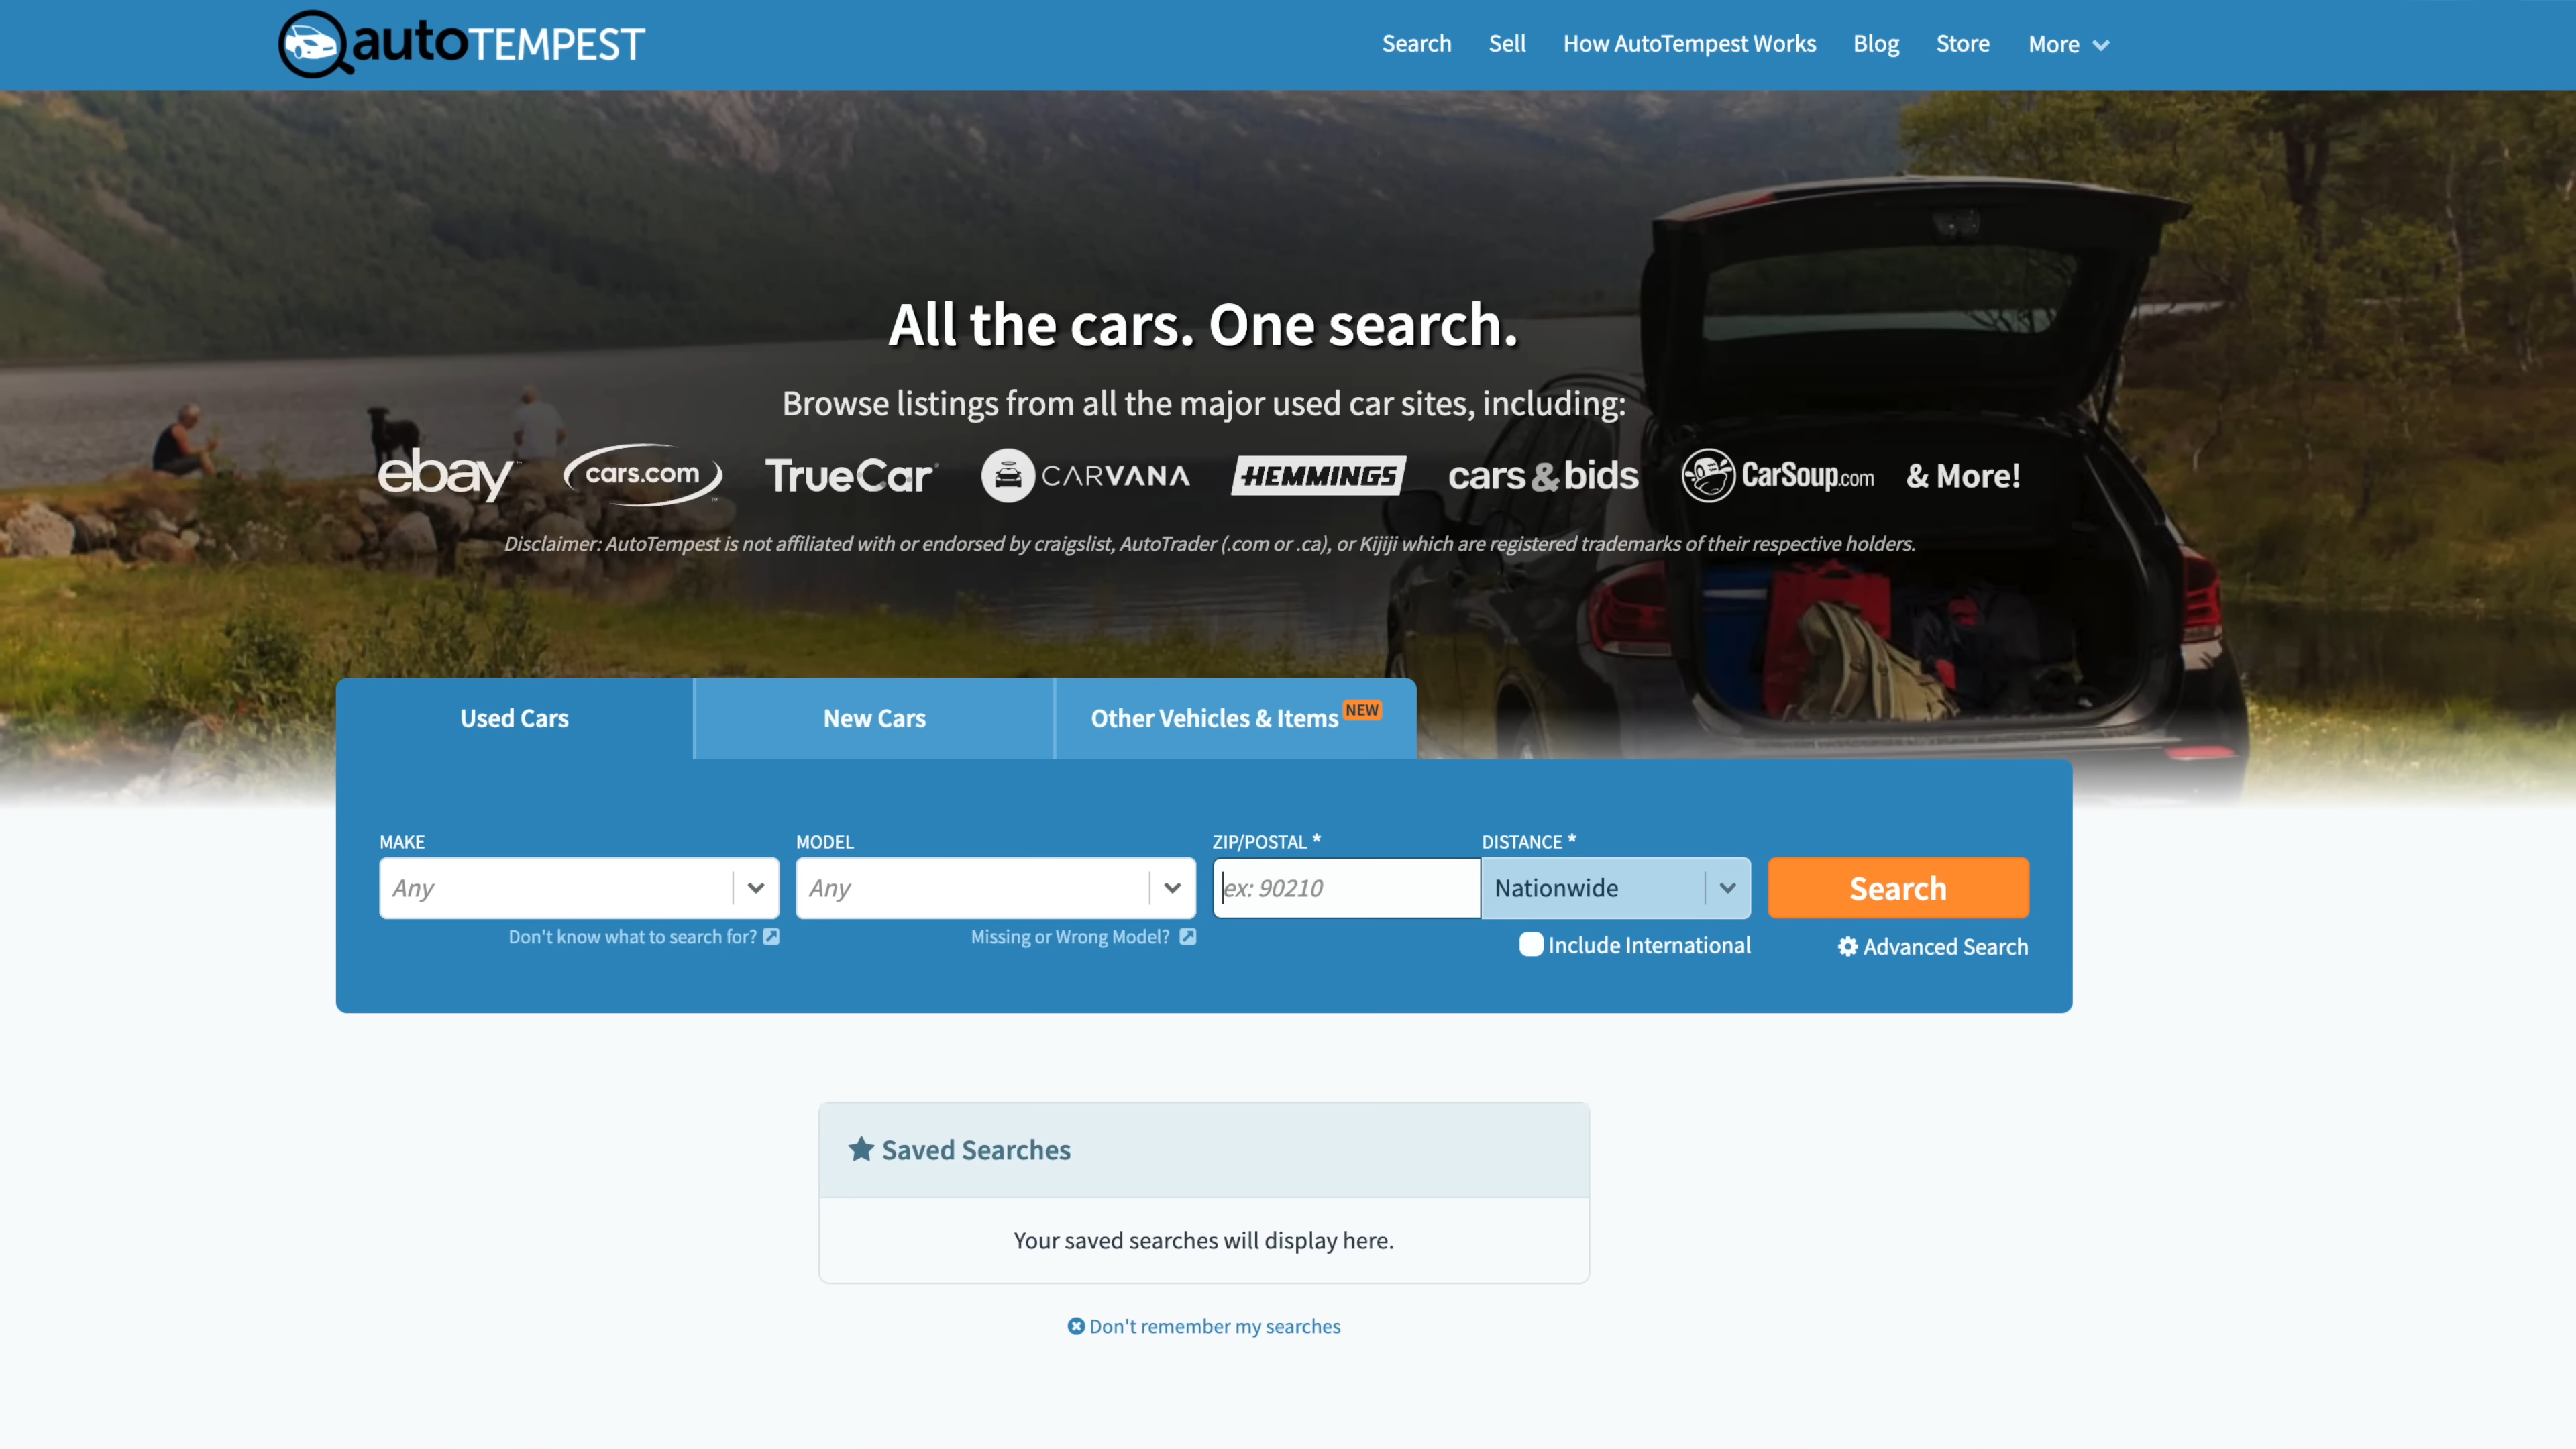 autoTEMPEST
Search Sell How AutoTempest Works Blog Store More
All the cars. One search.
Browse listings from all the major used car sites, including:
ebay™ cars.com™ TrueCar® CARVANA HEMMINGS cars & bids CarSoup.com & More!
Disclaimer: AutoTempest is not affiliated with or endorsed by craigslist, AutoTrader (.com or .ca), or Kijiji which are registered trademarks of their respective holders.
Used Cars New Cars Other Vehicles & Items NEW
MAKE MODEL ZIP/POSTAL * DISTANCE *
Any Any ex: 90210 Nationwide Search
Don't know what to search for? Missing or Wrong Model? Include International Advanced Search
Saved Searches
Your saved searches will display here.
Don't remember my searches